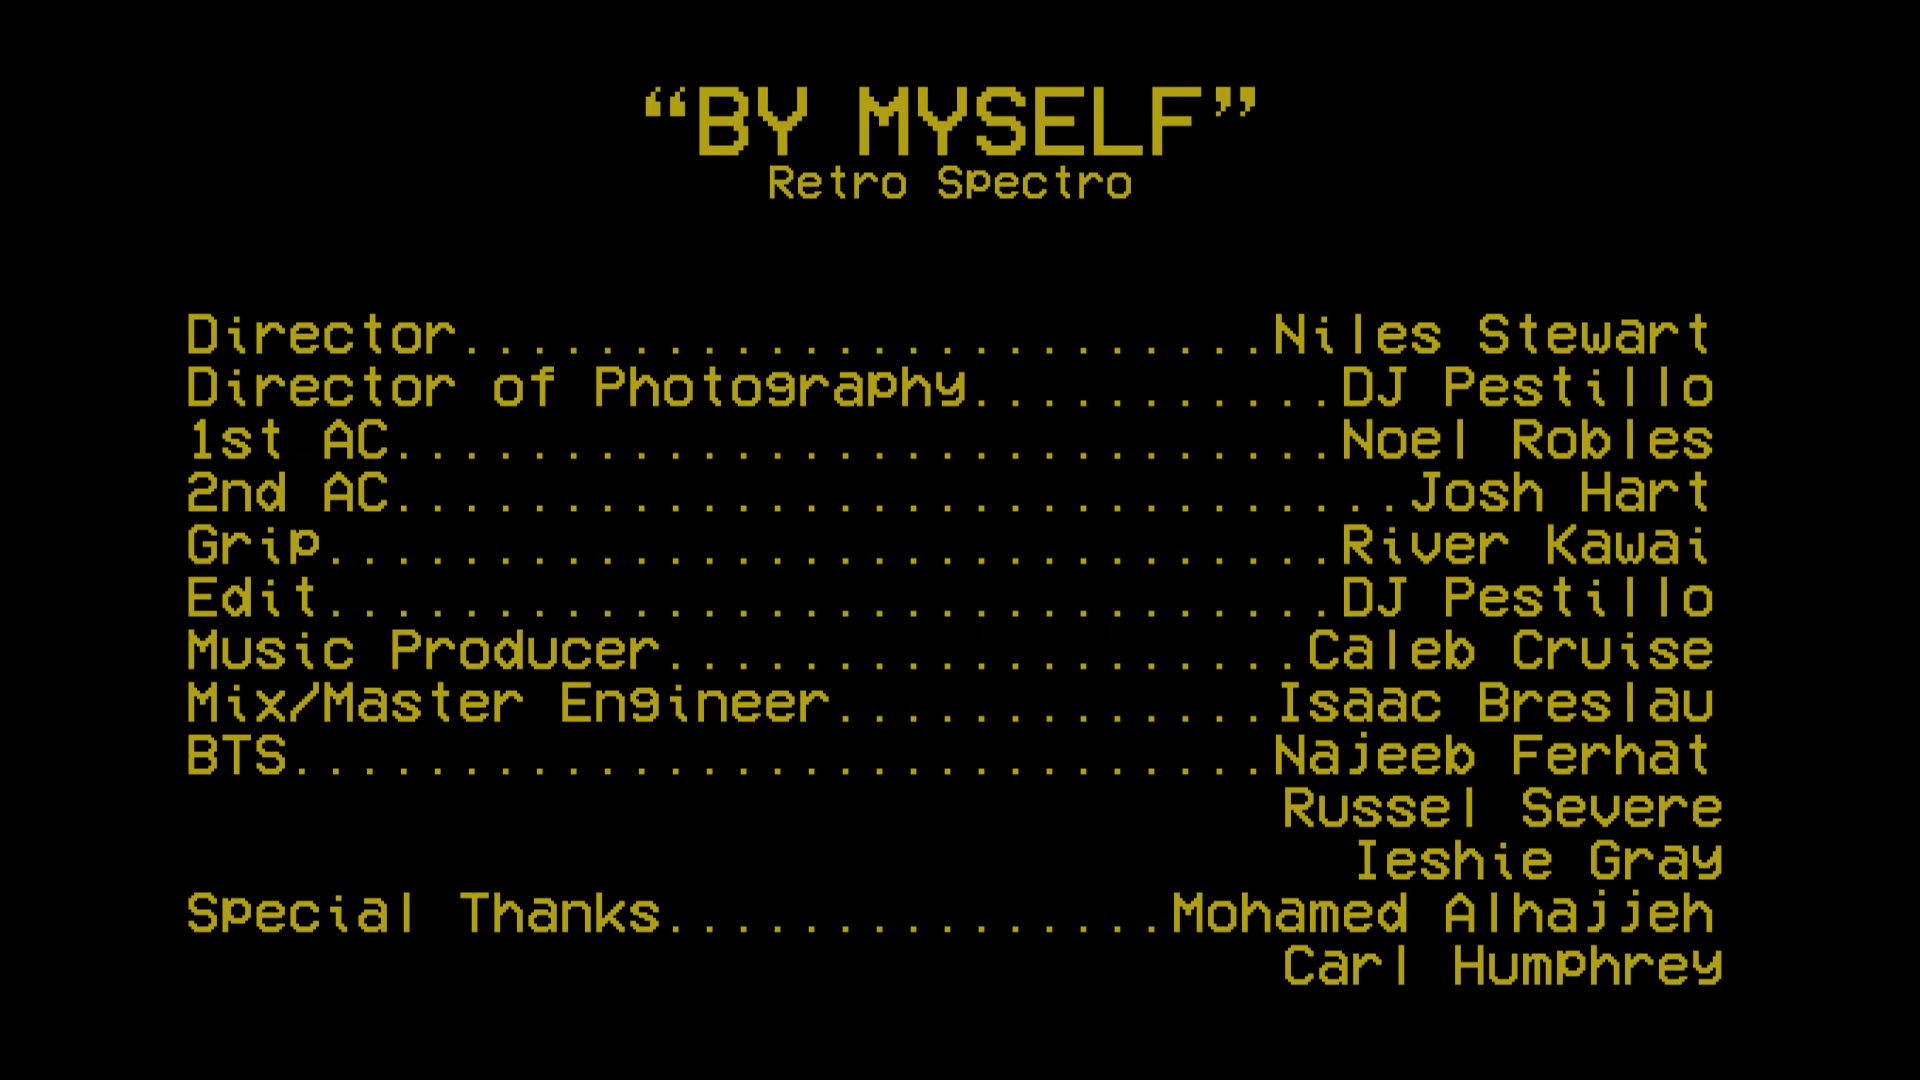 “BY MYSELF”
Retro Spectro
Director........................Niles Stewart
Director of Photography...........DJ Pestillo
1st AC............................Noel Robles
2nd AC..............................Josh Hart
Grip..............................River Kawai
Edit..............................DJ Pestillo
Music Producer...................Caleb Cruise
Mix/Master Engineer.............Isaac Breslau
BTS.............................Najeeb Ferhat
Russel Severe
Ieshie Gray
Special Thanks...............Mohamed Alhajjeh
Carl Humphrey